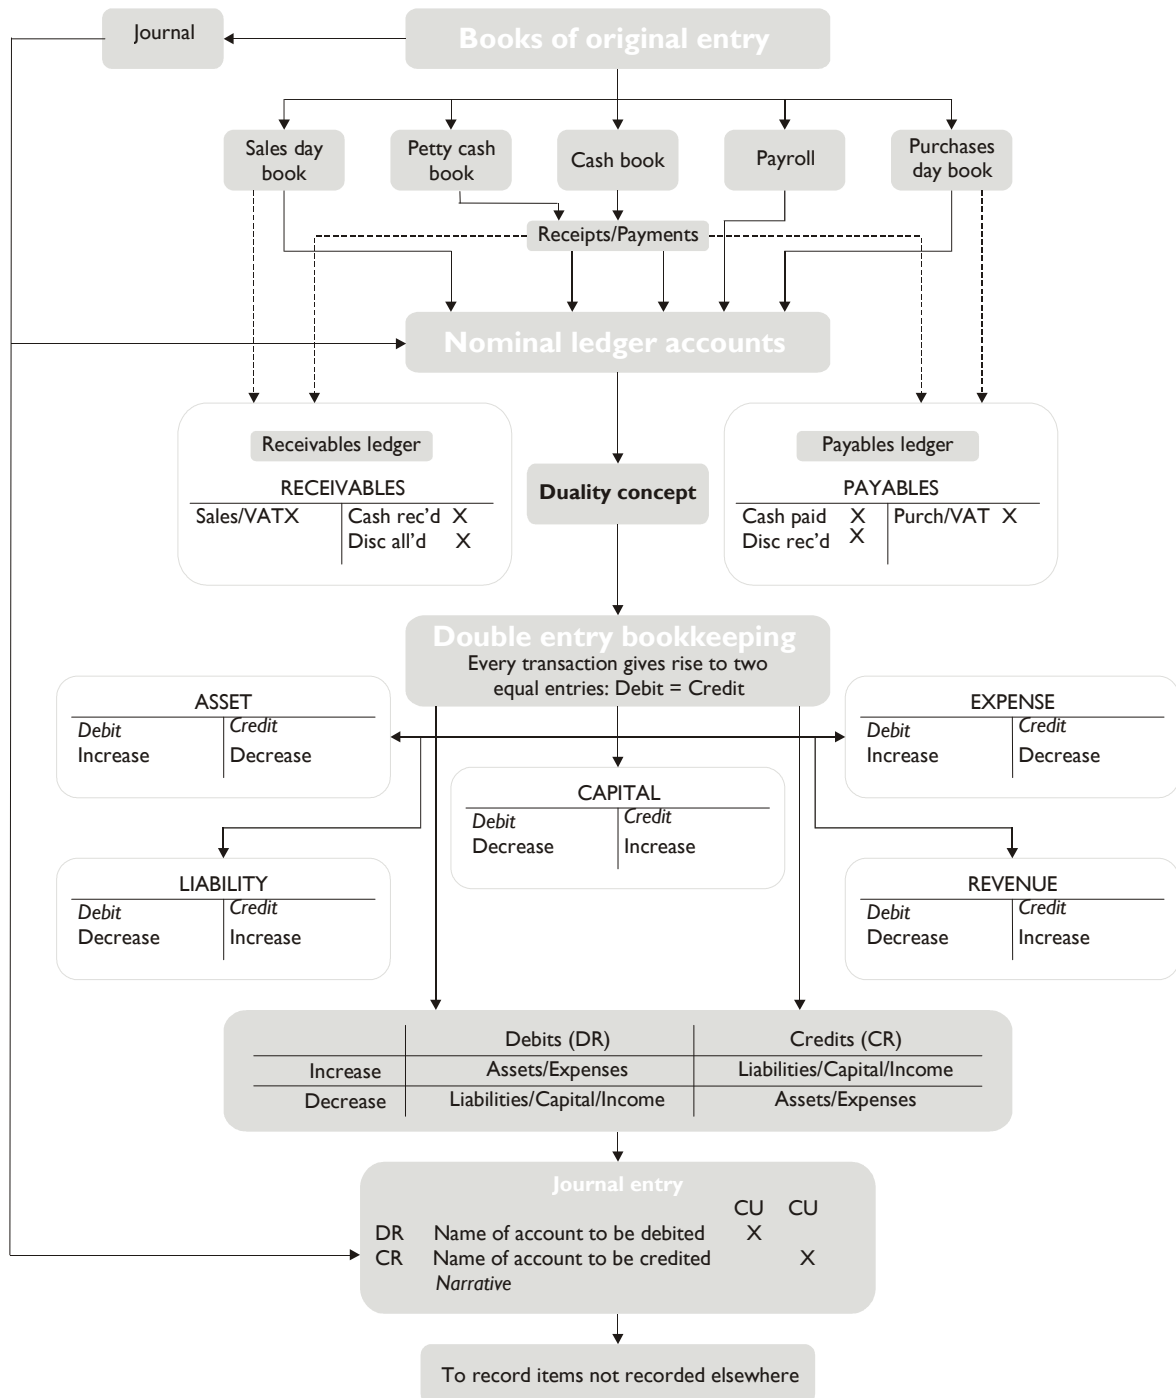 Journal
Books of original entry
Sales day
book
Petty cash
book
Cash book
Payroll
Purchases
day book
Receipts/Payments
Nominal ledger accounts
Receivables ledger
RECEIVABLES
Sales/VATX
Cash rec’d X
Disc all’d X
Duality concept
Payables ledger
PAYABLES
Cash paid X
Disc rec’d X
Purch/VAT X
Double entry bookkeeping
Every transaction gives rise to two
equal entries: Debit = Credit
ASSET
Debit Credit
Increase Decrease
EXPENSE
Debit Credit
Increase Decrease
CAPITAL
Debit Credit
Decrease Increase
LIABILITY
Debit Credit
Decrease Increase
REVENUE
Debit Credit
Decrease Increase
Debits (DR) Credits (CR)
Increase Assets/Expenses Liabilities/Capital/Income
Decrease Liabilities/Capital/Income Assets/Expenses
Journal entry
CU CU
DR Name of account to be debited X
CR Name of account to be credited X
Narrative
To record items not recorded elsewhere